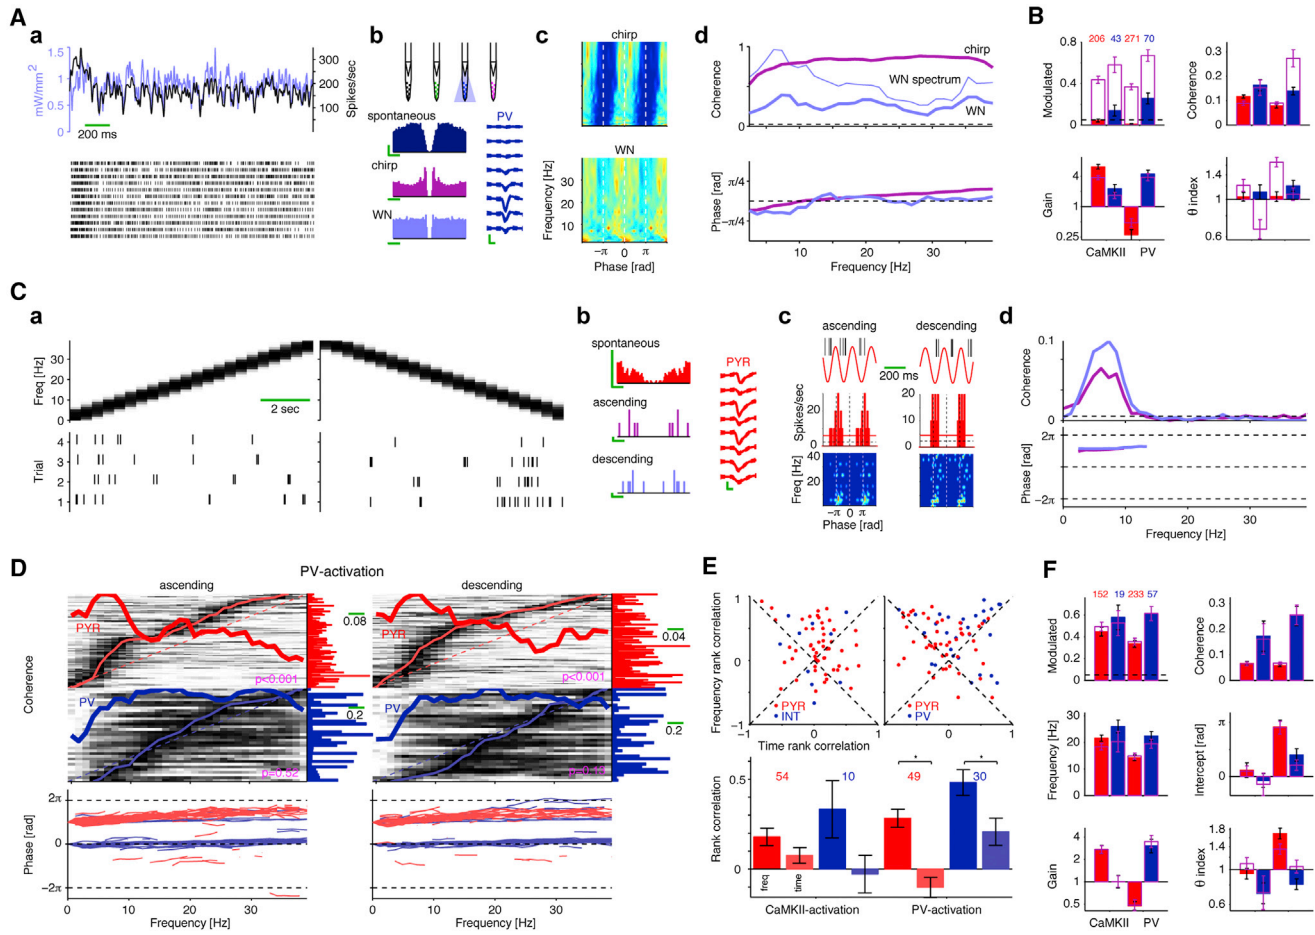 A
a
mW/mm2
1.5
1
0.5
0
300
200
100
0
Spikes/sec
200 ms
b
spontaneous
PV
chirp
WN
c
chirp
WN
Frequency [Hz]
30
20
10
−π 0 π
Phase [rad]
d
Coherence
1
0
chirp
WN spectrum
WN
Phase [rad]
π/4
−π/4
10 20 30
Frequency [Hz]
B
206 43 271 70
Modulated
0.8
0.4
0
Coherence
0.3
0.2
0.1
0
Gain
4
1
0.25
CaMKII PV
θ index
1.4
1
0.6
C
a
Freq [Hz]
30
20
10
0
2 sec
Trial
4
3
2
1
b
spontaneous
PYR
ascending
descending
c
ascending
descending
200 ms
Spikes/sec
20
10
0
20
10
0
Freq [Hz]
40
20
0
−π 0 π
Phase [rad]
d
Coherence
0.1
0
Phase [rad]
2π
−2π
0 10 20 30
Frequency [Hz]
D
PV-activation
ascending
descending
Coherence
PYR
0.08
p<0.001
PYR
0.04
p<0.001
PV
0.2
p=0.52
PV
0.2
Phase [rad]
2π
0
−2π
0 10 20 30
0 10 20 30
Frequency [Hz]
Frequency [Hz]
E
Frequency rank correlation
1
0
−1
PYR
INT
PYR
PV
−1 0 1
0 1
Time rank correlation
Rank correlation
0.5
0
54
10
*
49
*
30
freq
time
CaMKII-activation
PV-activation
F
152 19 233 57
Modulated
0.6
0.4
0.2
0
Coherence
0.3
0.2
0.1
0
Frequency [Hz]
30
20
10
0
Intercept [rad]
π
0
Gain
4
2
1
0.5
CaMKII PV
θ index
1.8
1.4
1
0.6